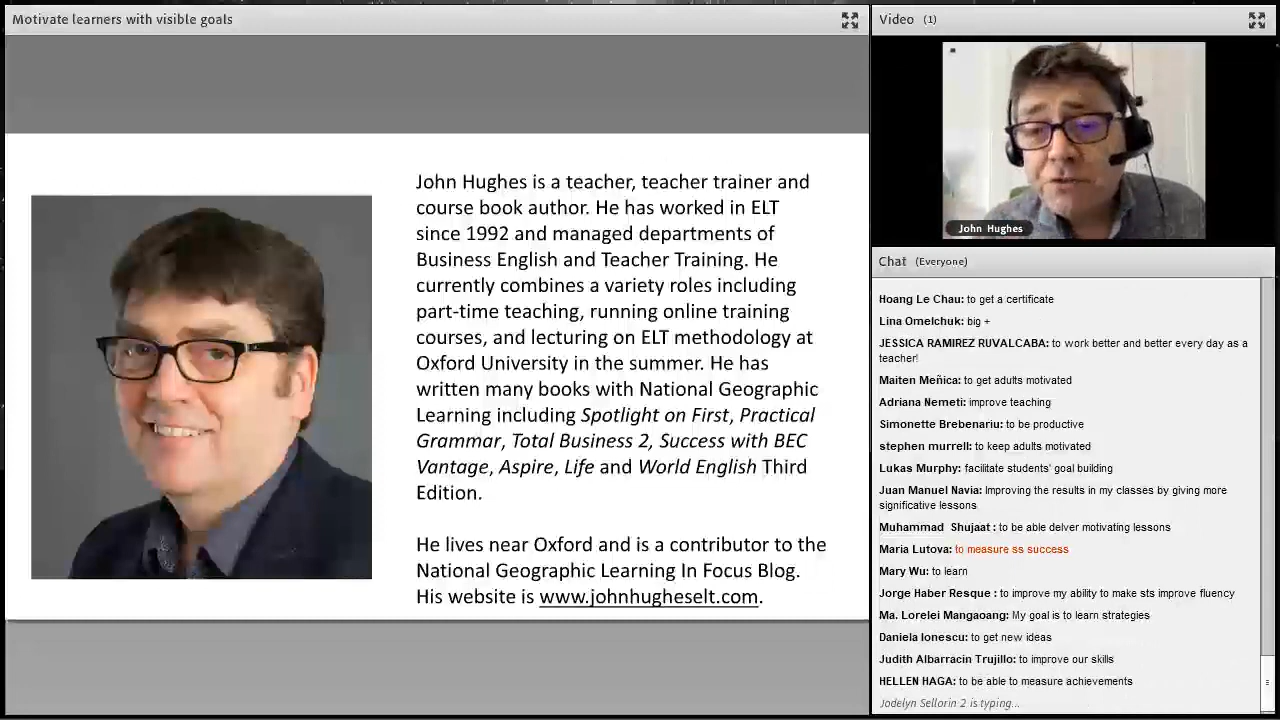 Motivate learners with visible goals
John Hughes is a teacher, teacher trainer and
course book author. He has worked in ELT
since 1992 and managed departments of
Business English and Teacher Training. He
currently combines a variety roles including
part-time teaching, running online training
courses, and lecturing on ELT methodology at
Oxford University in the summer. He has
written many books with National Geographic
Learning including Spotlight on First, Practical
Grammar, Total Business 2, Success with BEC
Vantage, Aspire, Life and World English Third
Edition.
He lives near Oxford and is a contributor to the
National Geographic Learning In Focus Blog.
His website is www.johnhugheselt.com.
Video (1)
John Hughes
Chat (Everyone)
Hoang Le Chau: to get a certificate
Lina Omelchuk: big +
JESSICA RAMIREZ RUVALCABA: to work better and better every day as a
teacher!
Maiten Meñica: to get adults motivated
Adriana Nemeti: improve teaching
Simonette Brebenariu: to be productive
stephen murrell: to keep adults motivated
Lukas Murphy: facilitate students' goal building
Juan Manuel Navia: Improving the results in my classes by giving more
significative lessons
Muhammad Shujaat : to be able delver motivating lessons
Maria Lutova: to measure ss success
Mary Wu: to learn
Jorge Haber Resque : to improve my ability to make sts improve fluency
Ma. Lorelei Mangaoang: My goal is to learn strategies
Daniela Ionescu: to get new ideas
Judith Albarracin Trujillo: to improve our skills
HELLEN HAGA: to be able to measure achievements
Jodelyn Sellorin 2 is typing...